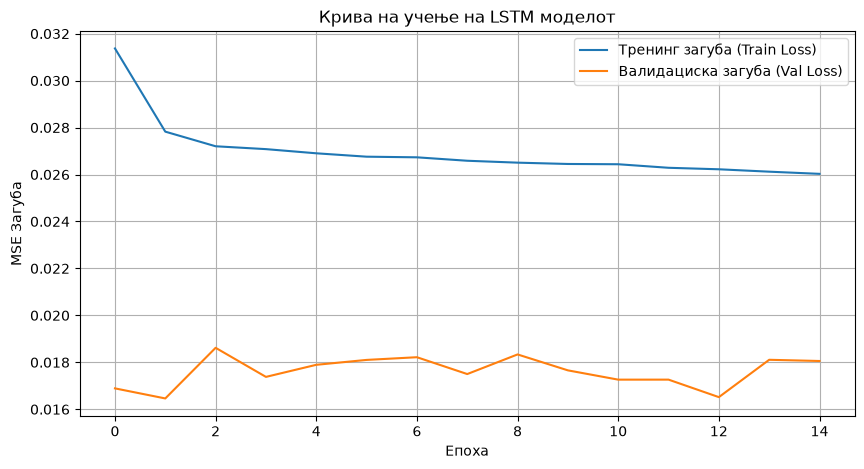 Крива на учење на LSTM моделот
Тренинг загуба (Train Loss)
Валидациска загуба (Val Loss)
MSE Загуба
0.032
0.030
0.028
0.026
0.024
0.022
0.020
0.018
0.016
0 2 4 6 8 10 12 14
Епоха